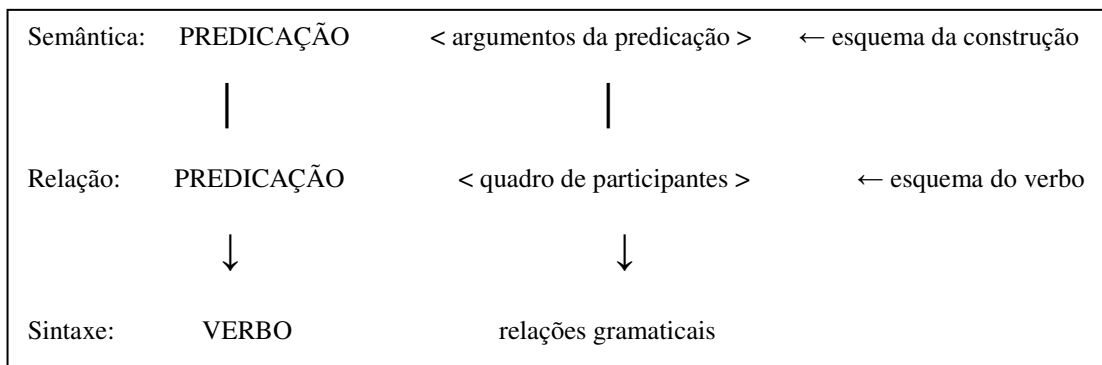 Semântica: PREDICAÇÃO < argumentos da predicação > ← esquema da construção
Relação: PREDICAÇÃO < quadro de participantes > ← esquema do verbo
Sintaxe: VERBO relações gramaticais